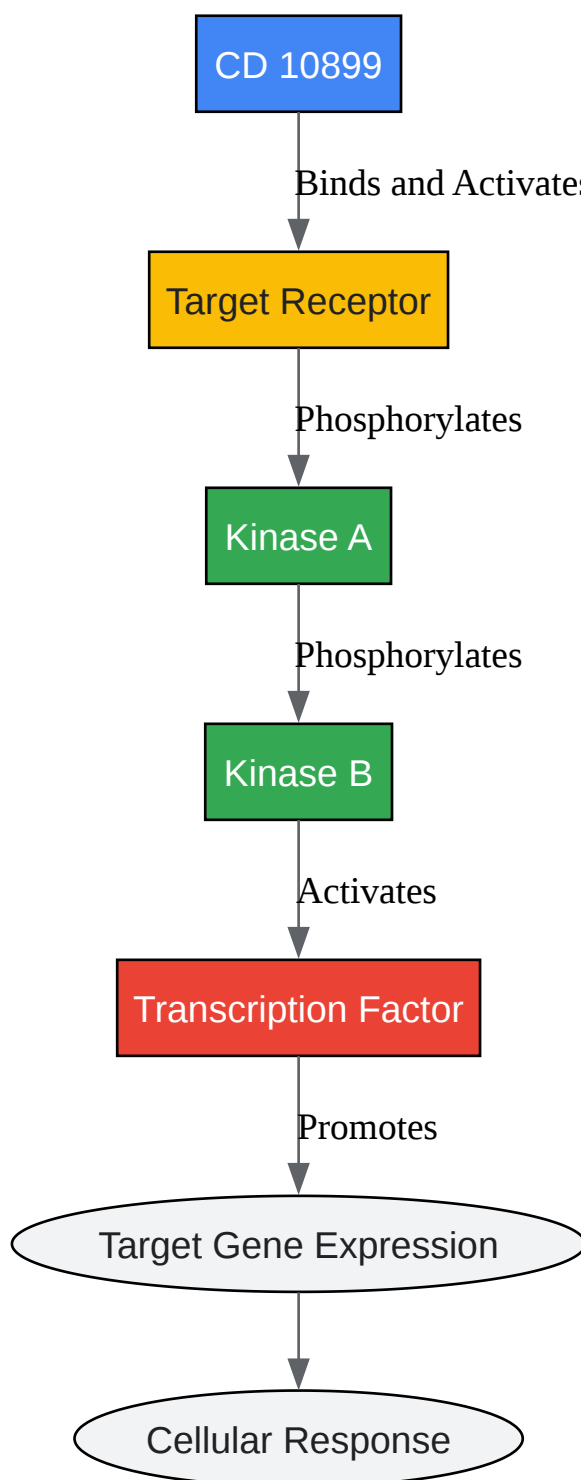 CD 10899
Binds and Activates
Target Receptor
Phosphorylates
Kinase A
Phosphorylates
Kinase B
Activates
Transcription Factor
Promotes
Target Gene Expression
Cellular Response